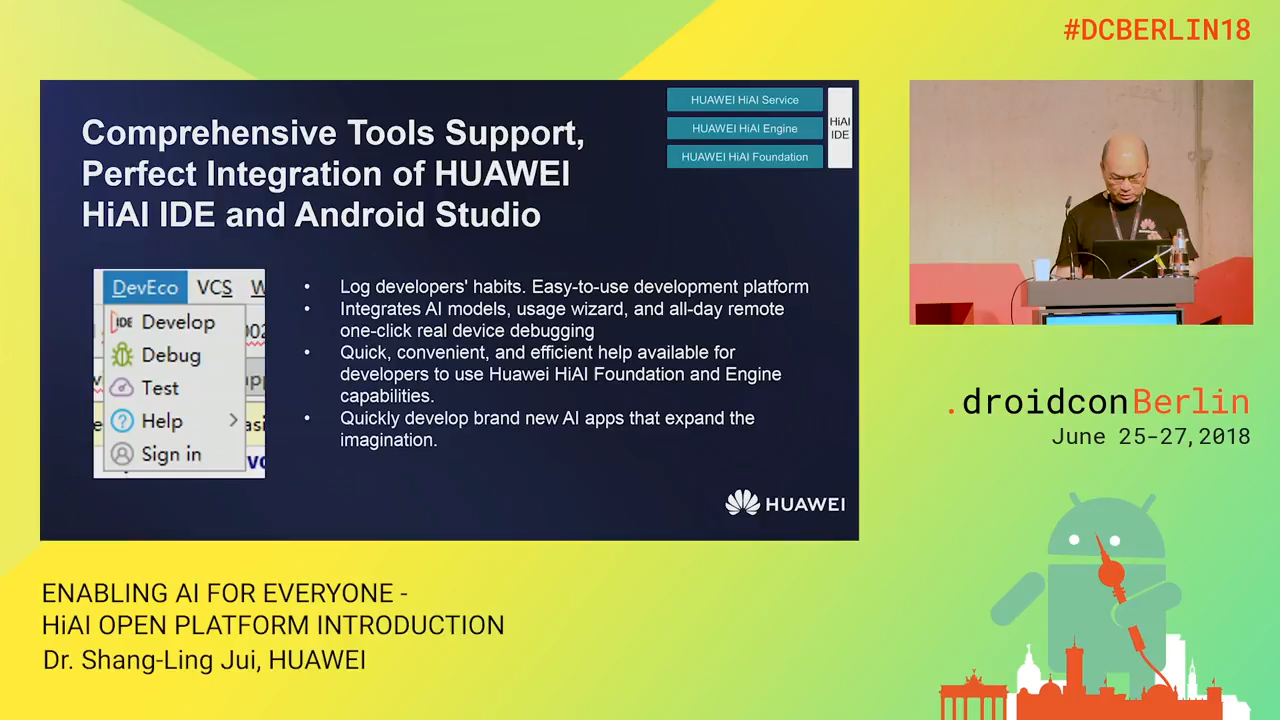 #DCBERLIN18
HUAWEI HiAI Service
HUAWEI HiAI Engine
HUAWEI HiAI Foundation
HiAI
IDE
Comprehensive Tools Support,
Perfect Integration of HUAWEI
HiAI IDE and Android Studio
DevEco VCS W
IDE Develop
Debug
Test
Help
Sign in
• Log developers' habits. Easy-to-use development platform
• Integrates AI models, usage wizard, and all-day remote
one-click real device debugging
• Quick, convenient, and efficient help available for
developers to use Huawei HiAI Foundation and Engine
capabilities.
• Quickly develop brand new AI apps that expand the
imagination.
HUAWEI
.droidconBerlin
June 25-27,2018
ENABLING AI FOR EVERYONE -
HiAI OPEN PLATFORM INTRODUCTION
Dr. Shang-Ling Jui, HUAWEI